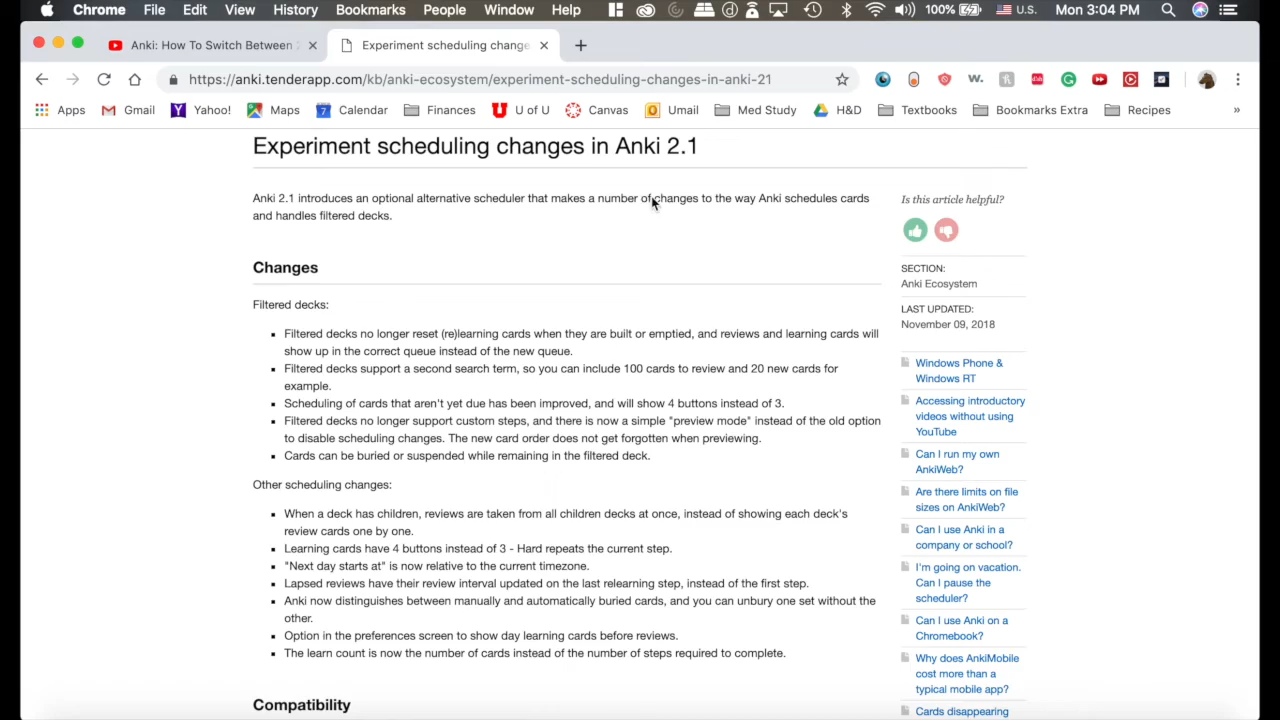 Chrome File Edit View History Bookmarks People Window Help 100% U.S. Mon 3:04 PM
Anki: How To Switch Between 2
Experiment scheduling change
https://anki.tenderapp.com/kb/anki-ecosystem/experiment-scheduling-changes-in-anki-21
Apps Gmail Yahoo! Maps 7 Calendar Finances U of U Canvas Umail Med Study H&D Textbooks Bookmarks Extra Recipes »
Experiment scheduling changes in Anki 2.1
Anki 2.1 introduces an optional alternative scheduler that makes a number of changes to the way Anki schedules cards
and handles filtered decks.
Changes
Filtered decks:
Filtered decks no longer reset (re)learning cards when they are built or emptied, and reviews and learning cards will
show up in the correct queue instead of the new queue.
Filtered decks support a second search term, so you can include 100 cards to review and 20 new cards for
example.
Scheduling of cards that aren't yet due has been improved, and will show 4 buttons instead of 3.
Filtered decks no longer support custom steps, and there is now a simple "preview mode" instead of the old option
to disable scheduling changes. The new card order does not get forgotten when previewing.
Cards can be buried or suspended while remaining in the filtered deck.
Other scheduling changes:
When a deck has children, reviews are taken from all children decks at once, instead of showing each deck's
review cards one by one.
Learning cards have 4 buttons instead of 3 - Hard repeats the current step.
"Next day starts at" is now relative to the current timezone.
Lapsed reviews have their review interval updated on the last relearning step, instead of the first step.
Anki now distinguishes between manually and automatically buried cards, and you can unbury one set without the
other.
Option in the preferences screen to show day learning cards before reviews.
The learn count is now the number of cards instead of the number of steps required to complete.
Compatibility
Is this article helpful?
SECTION:
Anki Ecosystem
LAST UPDATED:
November 09, 2018
Windows Phone &
Windows RT
Accessing introductory
videos without using
YouTube
Can I run my own
AnkiWeb?
Are there limits on file
sizes on AnkiWeb?
Can I use Anki in a
company or school?
I'm going on vacation.
Can I pause the
scheduler?
Can I use Anki on a
Chromebook?
Why does AnkiMobile
cost more than a
typical mobile app?
Cards disappearing